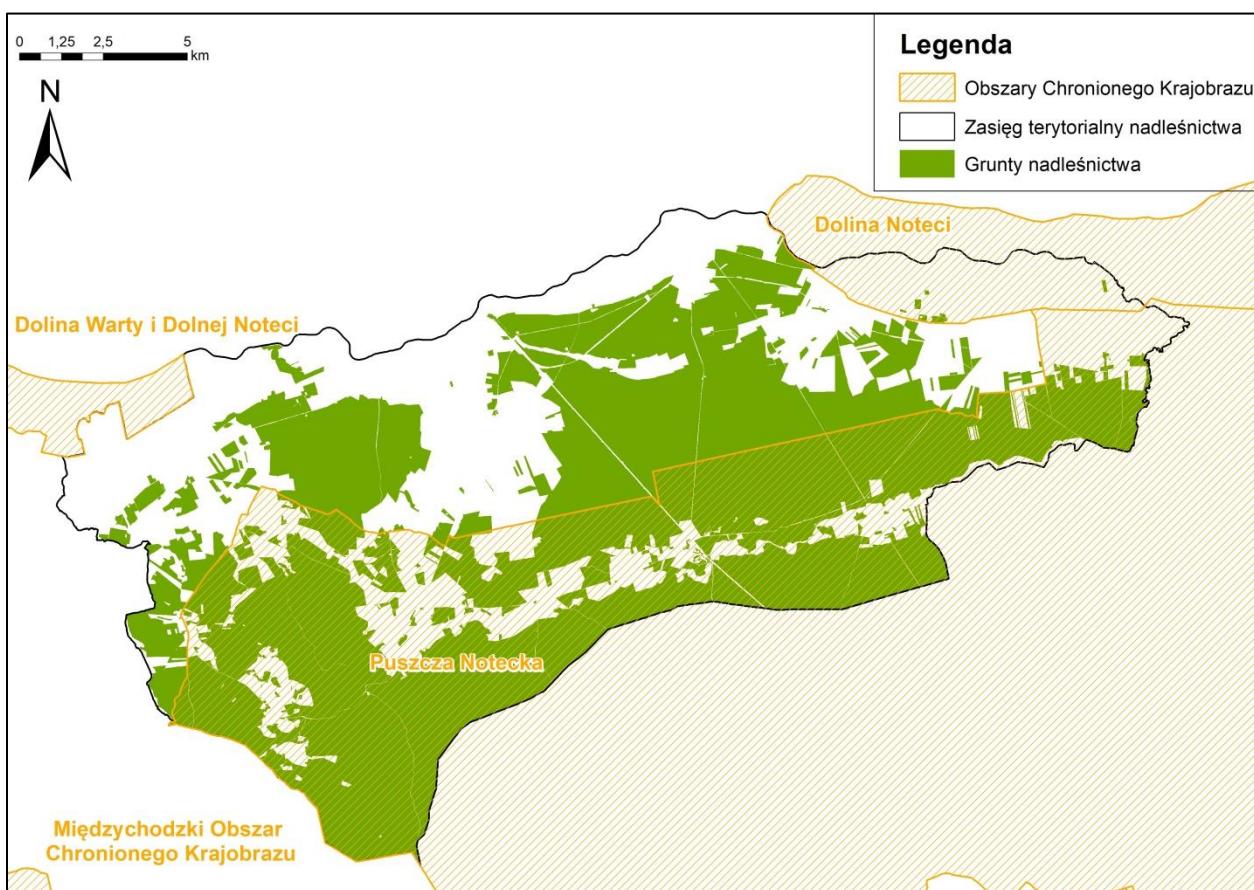 0 1,25 2,5 5
km
N
Legenda
Obszary Chronionego Krajobrazu
Zasięg terytorialny nadleśnictwa
Grunty nadleśnictwa
Dolina Noteci
Dolina Warty i Dolnej Noteci
Puszcza Notecka
Międzychodzki Obszar
Chronionego Krajobrazu